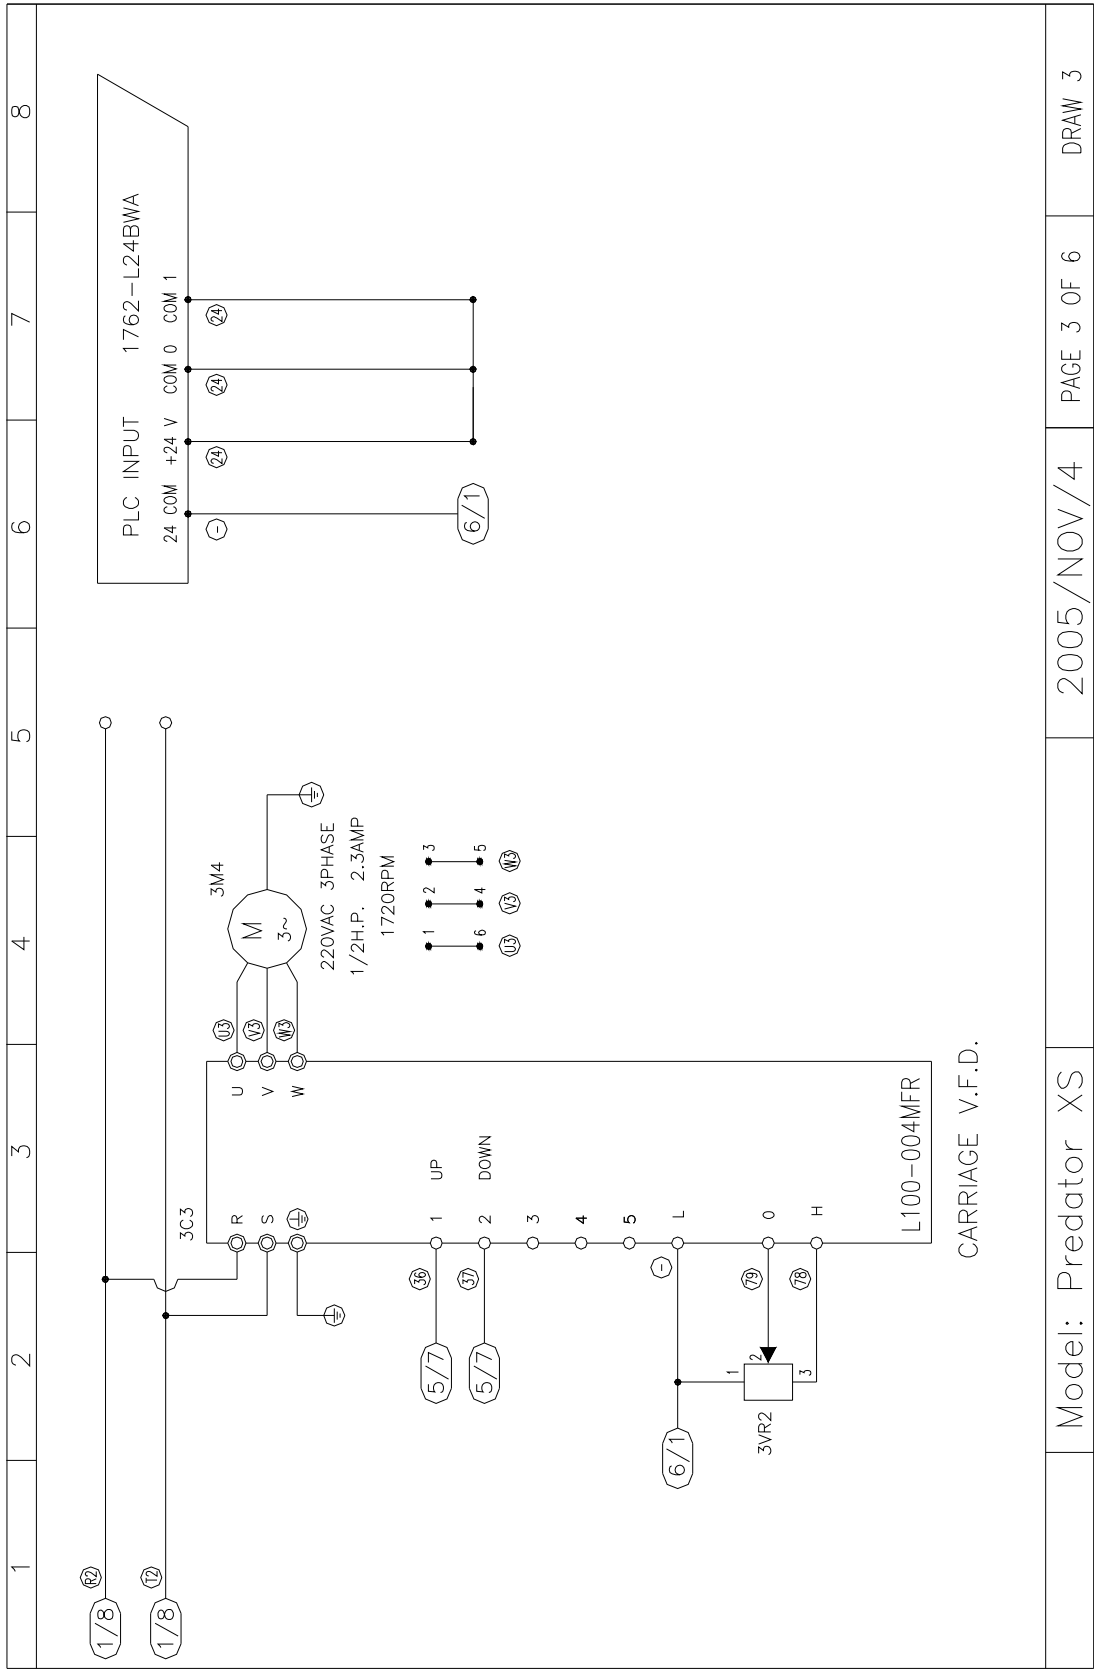 1 2 3 4 5 6 7 8
1/8 R2
1/8 T2
3C3
R
S
U
V
W
U3
V3
W3
3M4
M
3~
220VAC 3PHASE
1/2H.P. 2.3AMP
1720RPM
1 2 3
6 4 5
U3 V3 W3
5/7 36 1 UP
5/7 37 2 DOWN
3
4
5
6/1 - L
79 0
78 H
1
2
3
3VR2
L100-004MFR
CARRIAGE V.F.D.
PLC INPUT 1762-L24BWA
24 COM +24 V COM 0 COM 1
- 24 24 24
6/1
Model: Predator XS 2005/NOV/4 PAGE 3 OF 6 DRAW 3